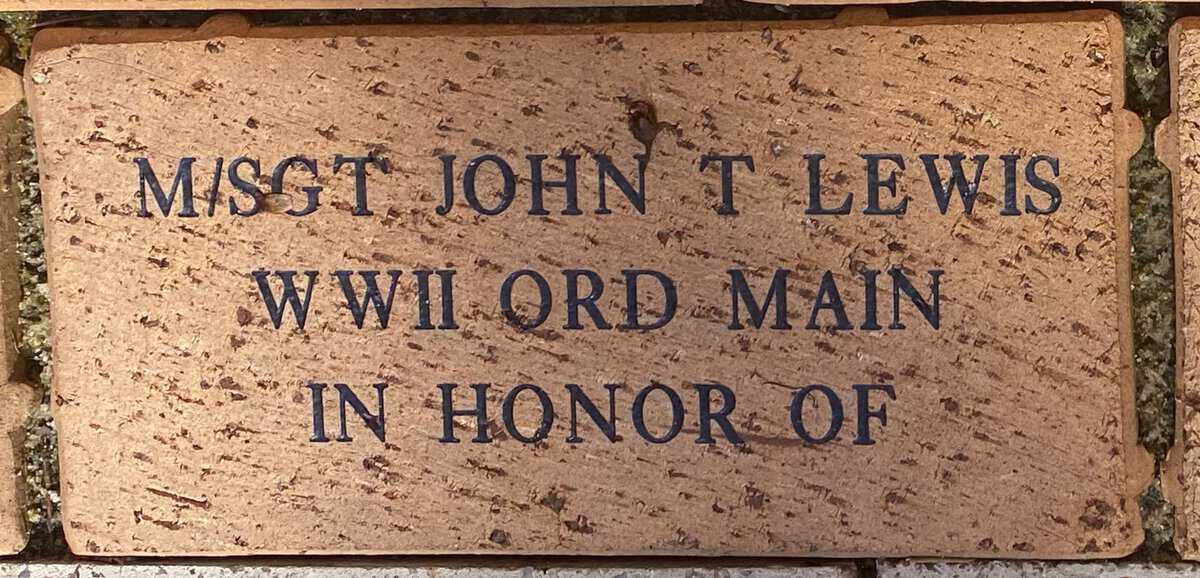 M/SGT JOHN T LEWIS
WWII ORD MAIN
IN HONOR OF